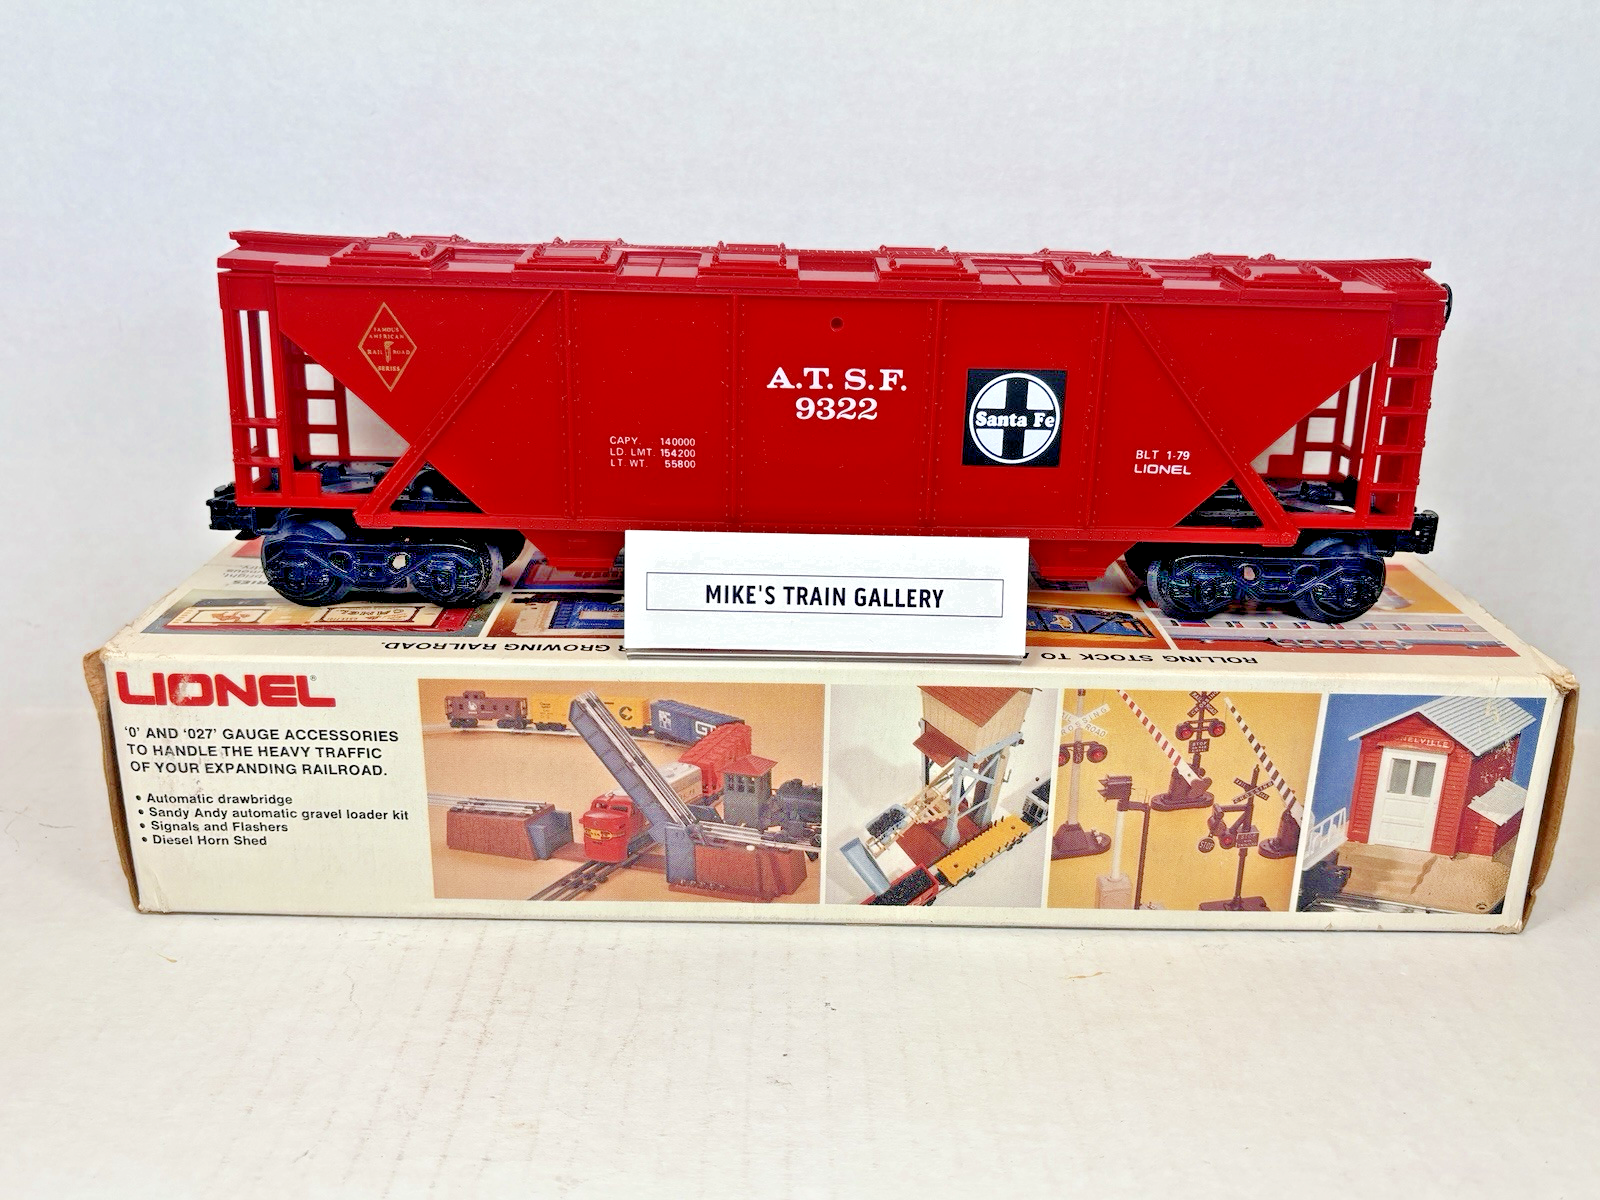 FAMOUS
AMERICAN
RAIL ROAD
SERIES
A.T. S.F.
9322
CAPY. 140000
LD. LMT. 154200
LT. WT. 55800
Santa Fe
BLT 1-79
LIONEL
MIKE'S TRAIN GALLERY
GROWING RAILROAD.
ROLLING STOCK TO
LIONEL®
'0' AND '027' GAUGE ACCESSORIES
TO HANDLE THE HEAVY TRAFFIC
OF YOUR EXPANDING RAILROAD.
• Automatic drawbridge
• Sandy Andy automatic gravel loader kit
• Signals and Flashers
• Diesel Horn Shed
GT
STOP